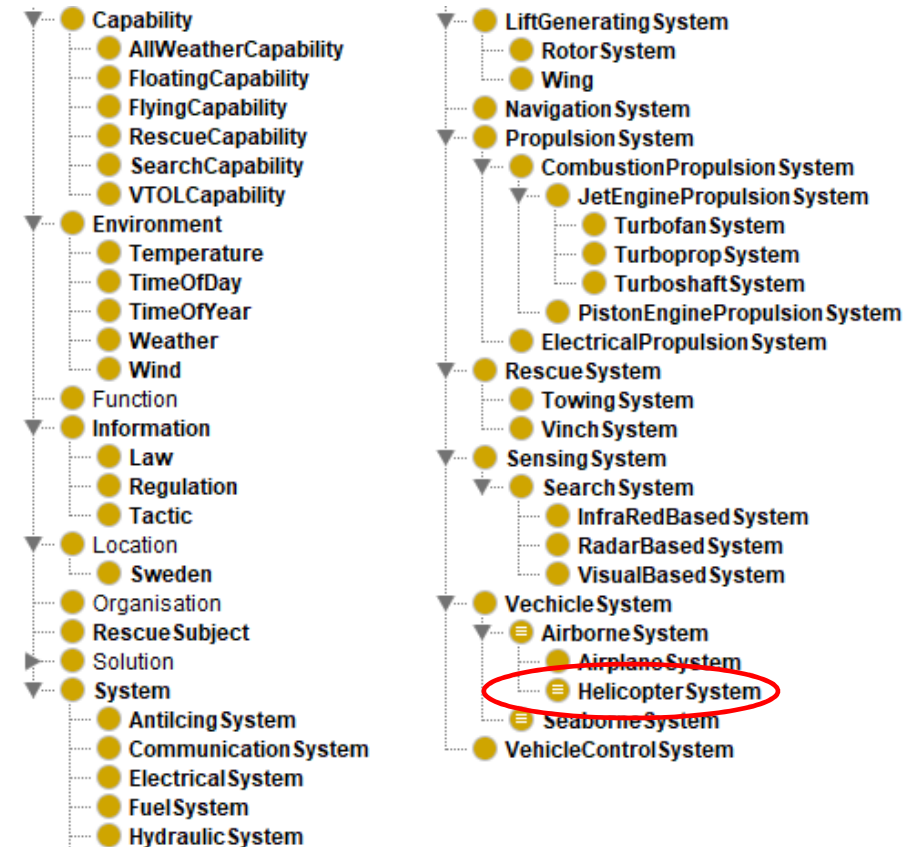 Capability
AllWeatherCapability
FloatingCapability
FlyingCapability
RescueCapability
SearchCapability
VTOLCapability
Environment
Temperature
TimeOfDay
TimeOfYear
Weather
Wind
Function
Information
Law
Regulation
Tactic
Location
Sweden
Organisation
RescueSubject
Solution
System
AntiIcingSystem
CommunicationSystem
ElectricalSystem
FuelSystem
HydraulicSystem
LiftGeneratingSystem
RotorSystem
Wing
NavigationSystem
PropulsionSystem
CombustionPropulsionSystem
JetEnginePropulsionSystem
TurbofanSystem
TurbopropSystem
TurboshaftSystem
PistonEnginePropulsionSystem
ElectricalPropulsionSystem
RescueSystem
TowingSystem
VinchSystem
SensingSystem
SearchSystem
InfraRedBasedSystem
RadarBasedSystem
VisualBasedSystem
VechicleSystem
AirborneSystem
AirplaneSystem
HelicopterSystem
SeaborneSystem
VehicleControlSystem